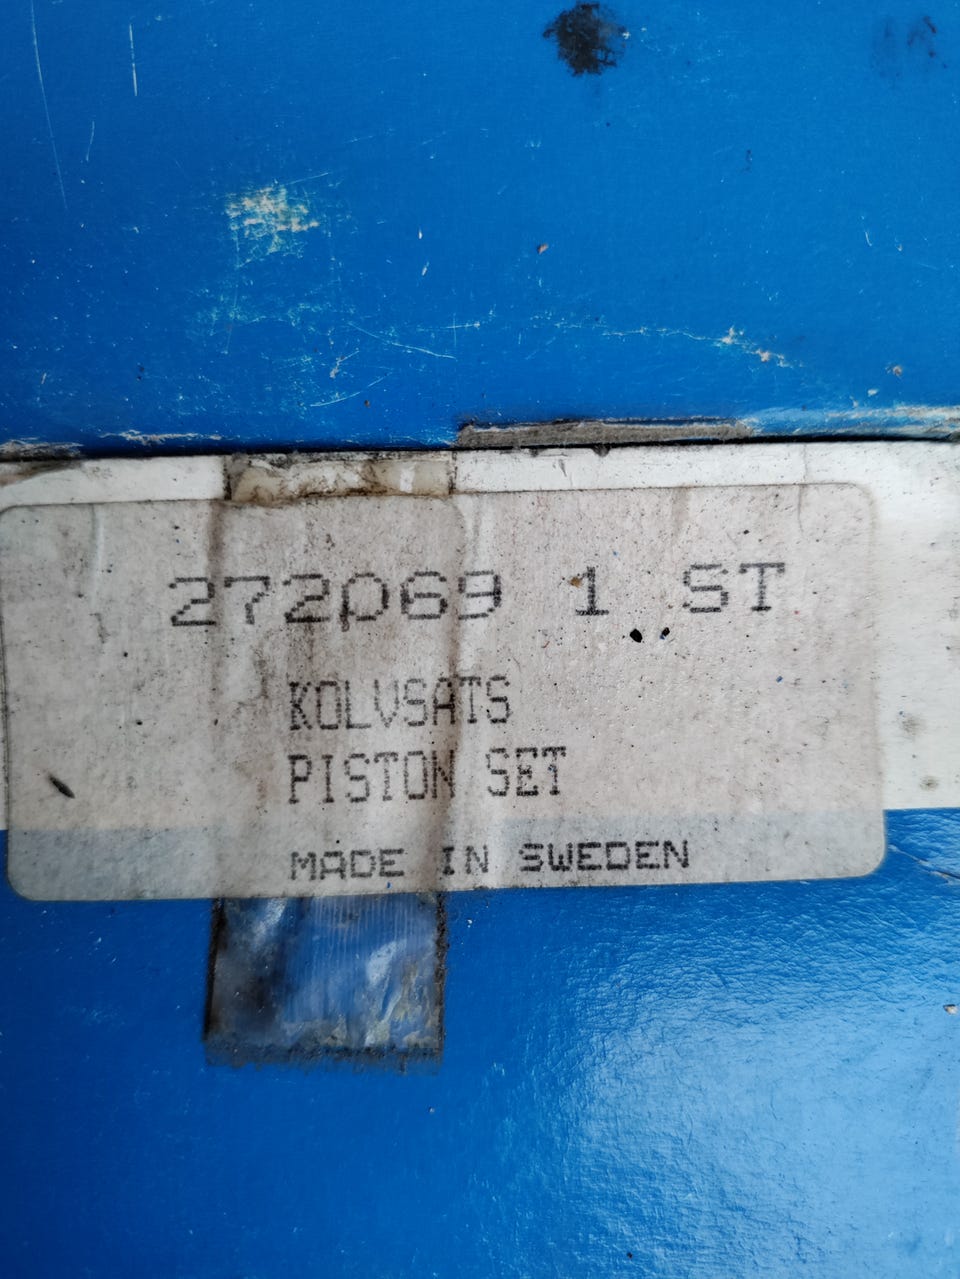 272069 1 ST
KOLVSATS
PISTON SET
MADE IN SWEDEN